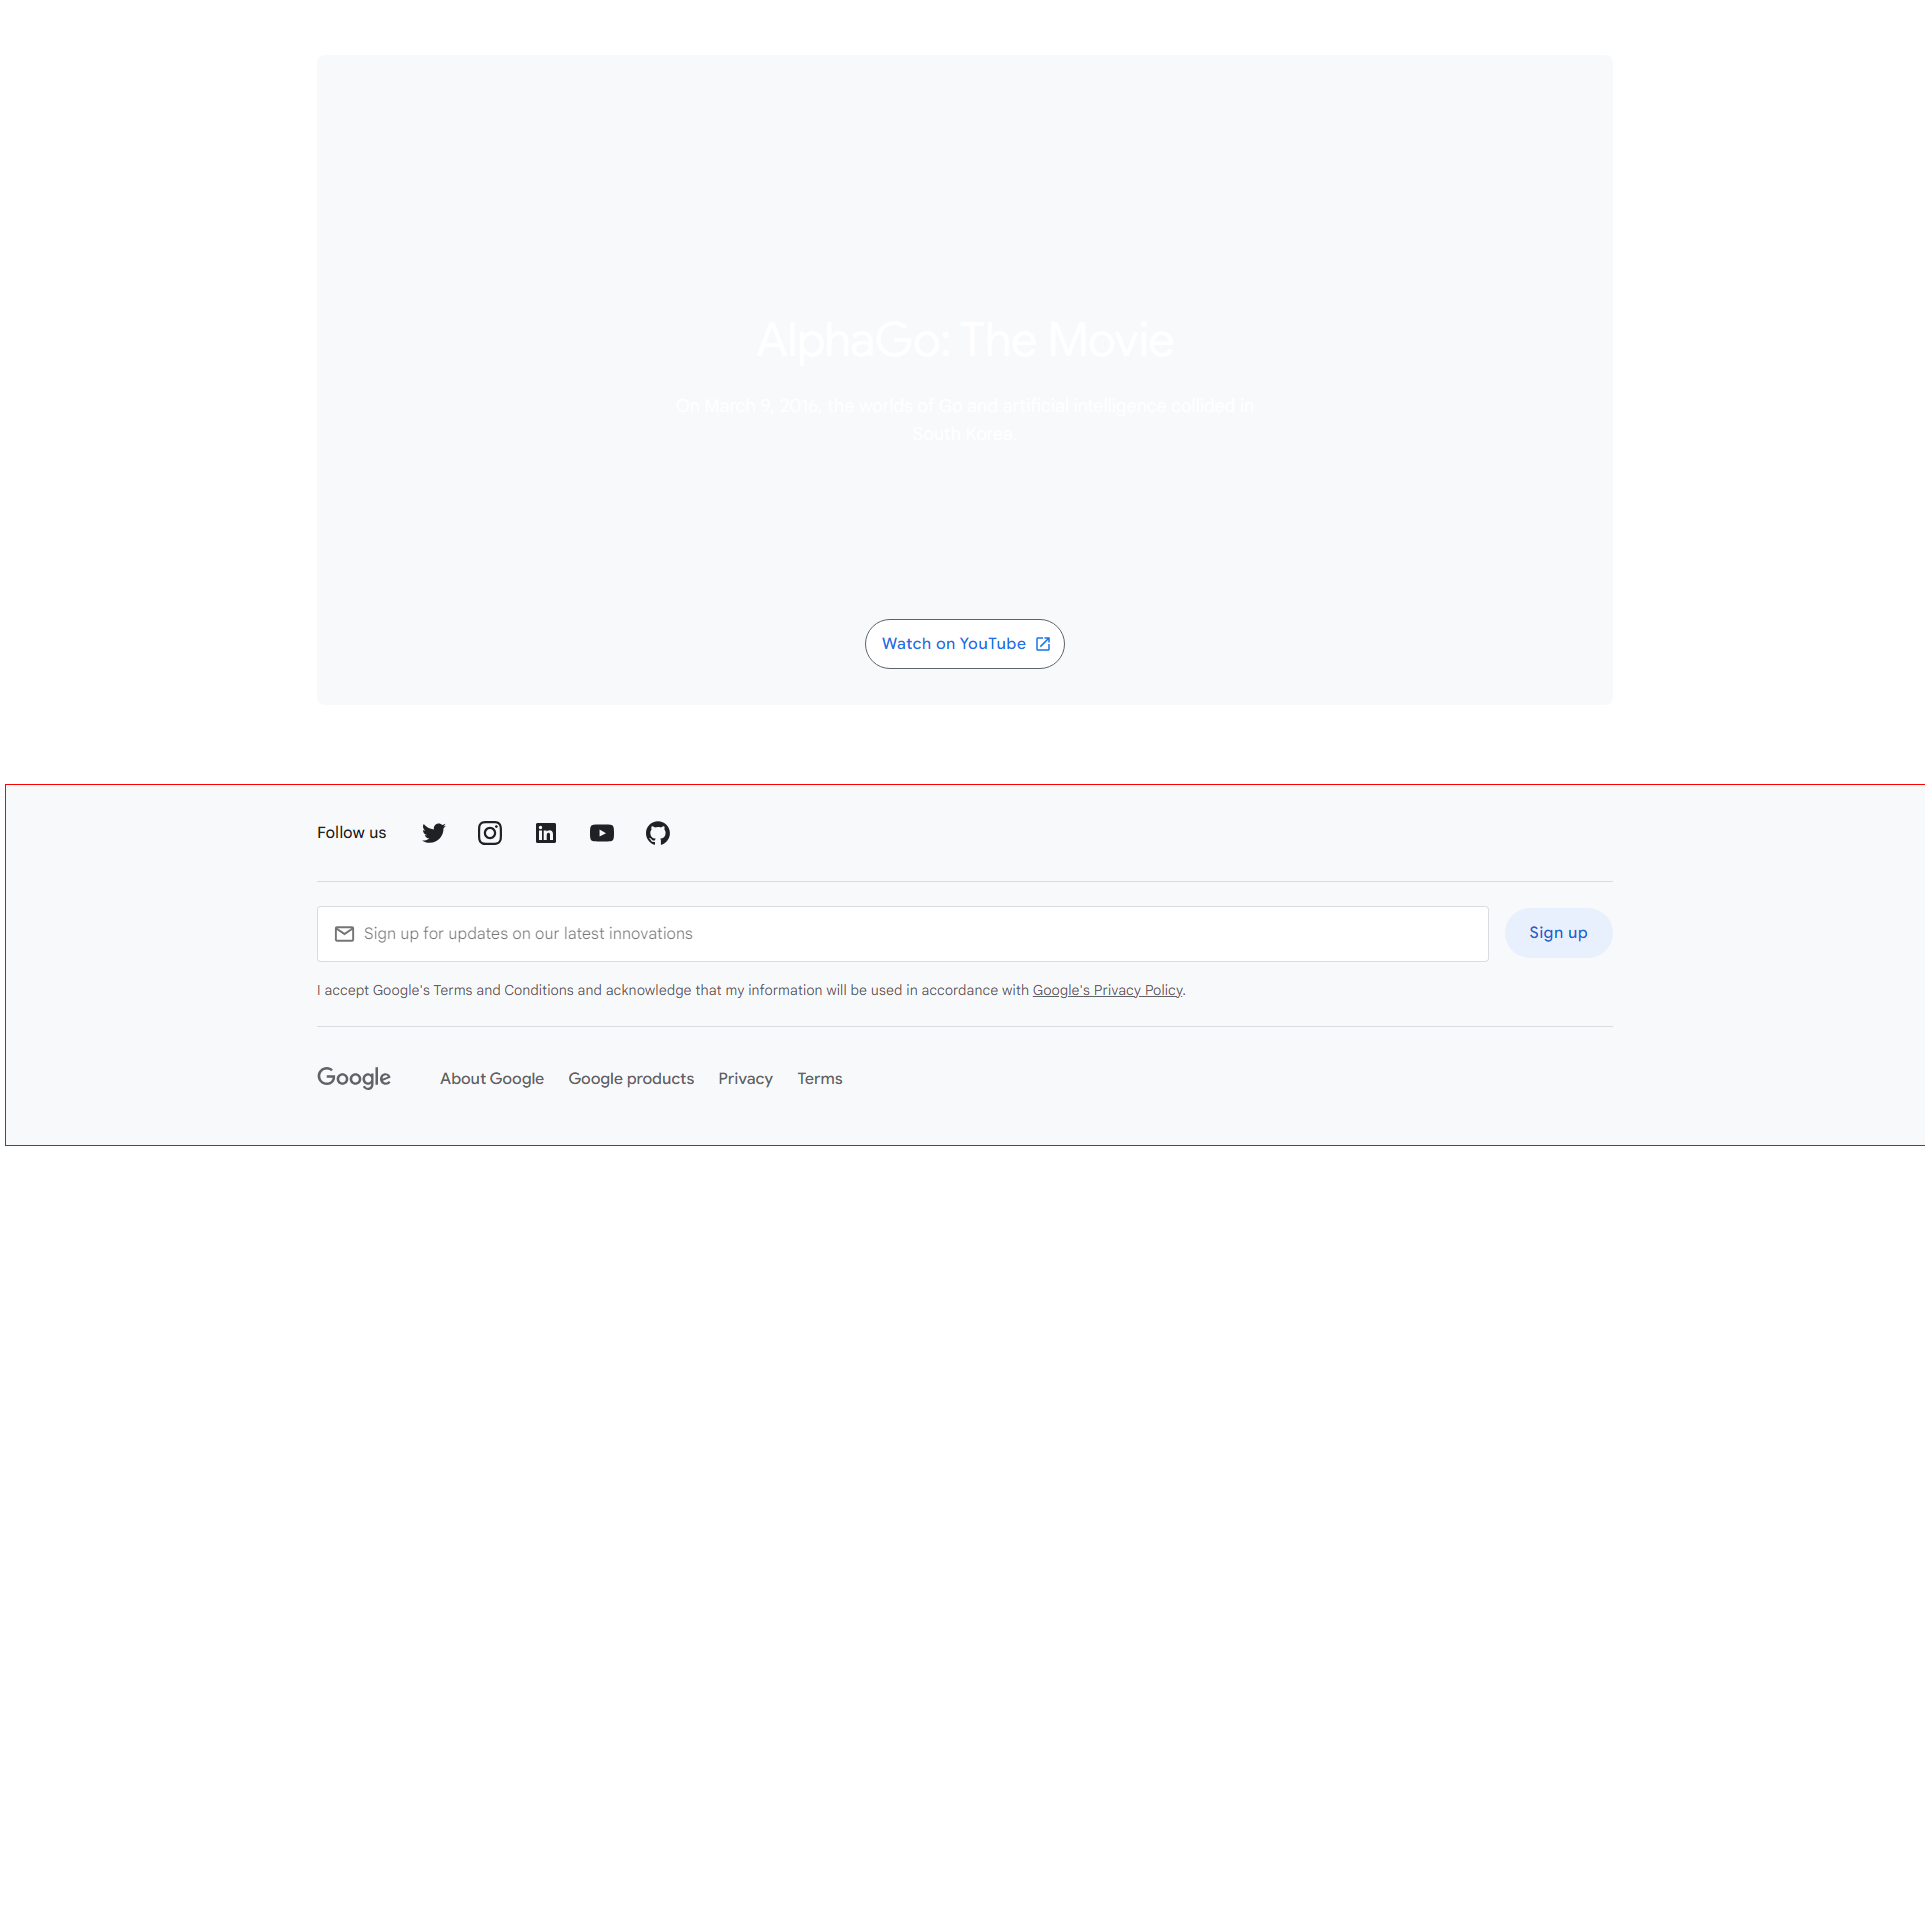 AlphaGo: The Movie
On March 9, 2016, the worlds of Go and artificial intelligence collided in
South Korea.
Watch on YouTube
Follow us
Sign up for updates on our latest innovations
Sign up
I accept Google's Terms and Conditions and acknowledge that my information will be used in accordance with Google's Privacy Policy.
Google About Google Google products Privacy Terms